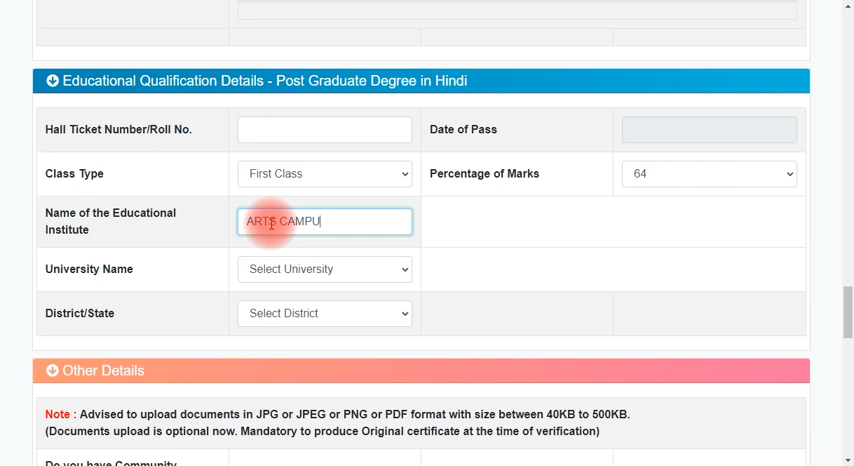 Educational Qualification Details - Post Graduate Degree in Hindi
Hall Ticket Number/Roll No.
Date of Pass
Class Type
First Class
Percentage of Marks
64
Name of the Educational
Institute
ARTS CAMPU
University Name
Select University
District/State
Select District
Other Details
Note : Advised to upload documents in JPG or JPEG or PNG or PDF format with size between 40KB to 500KB.
(Documents upload is optional now. Mandatory to produce Original certificate at the time of verification)
Do you have Community